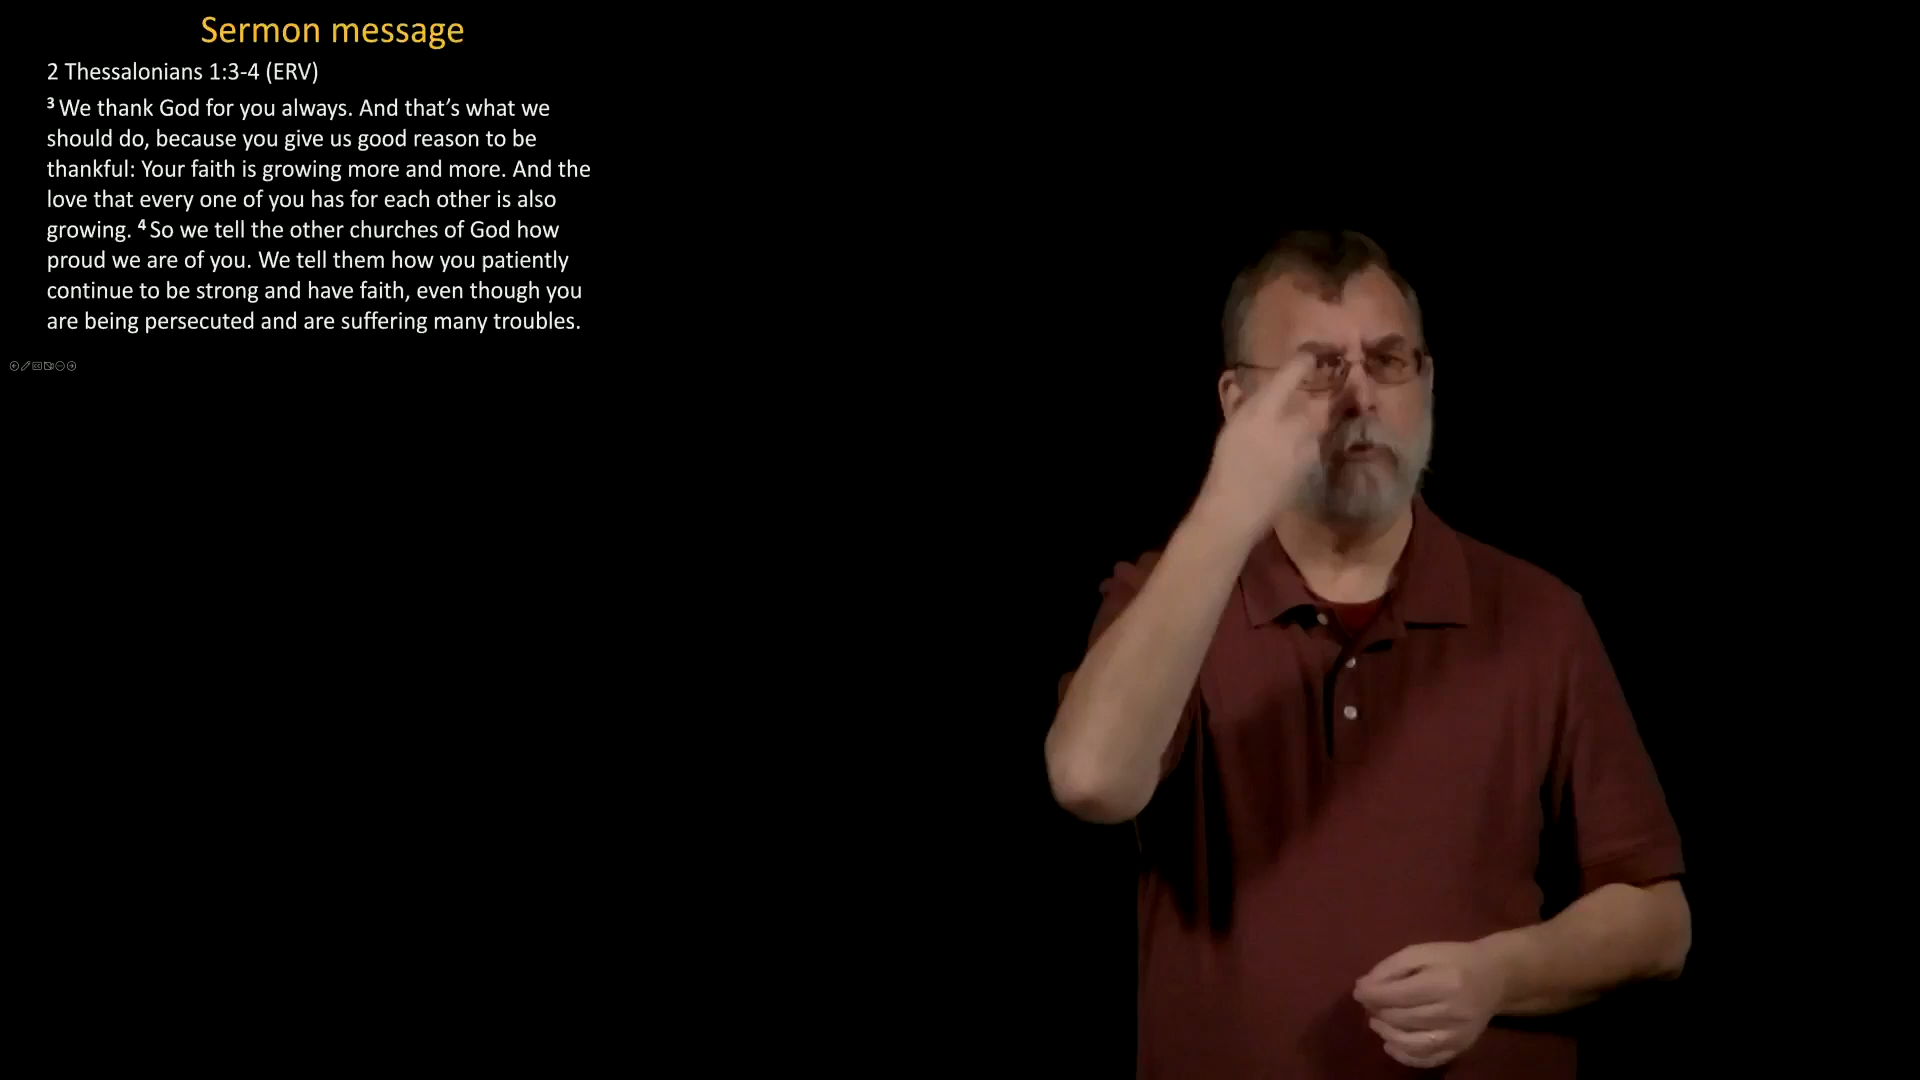 Sermon message
2 Thessalonians 1:3-4 (ERV)
³ We thank God for you always. And that’s what we
should do, because you give us good reason to be
thankful: Your faith is growing more and more. And the
love that every one of you has for each other is also
growing. ⁴ So we tell the other churches of God how
proud we are of you. We tell them how you patiently
continue to be strong and have faith, even though you
are being persecuted and are suffering many troubles.